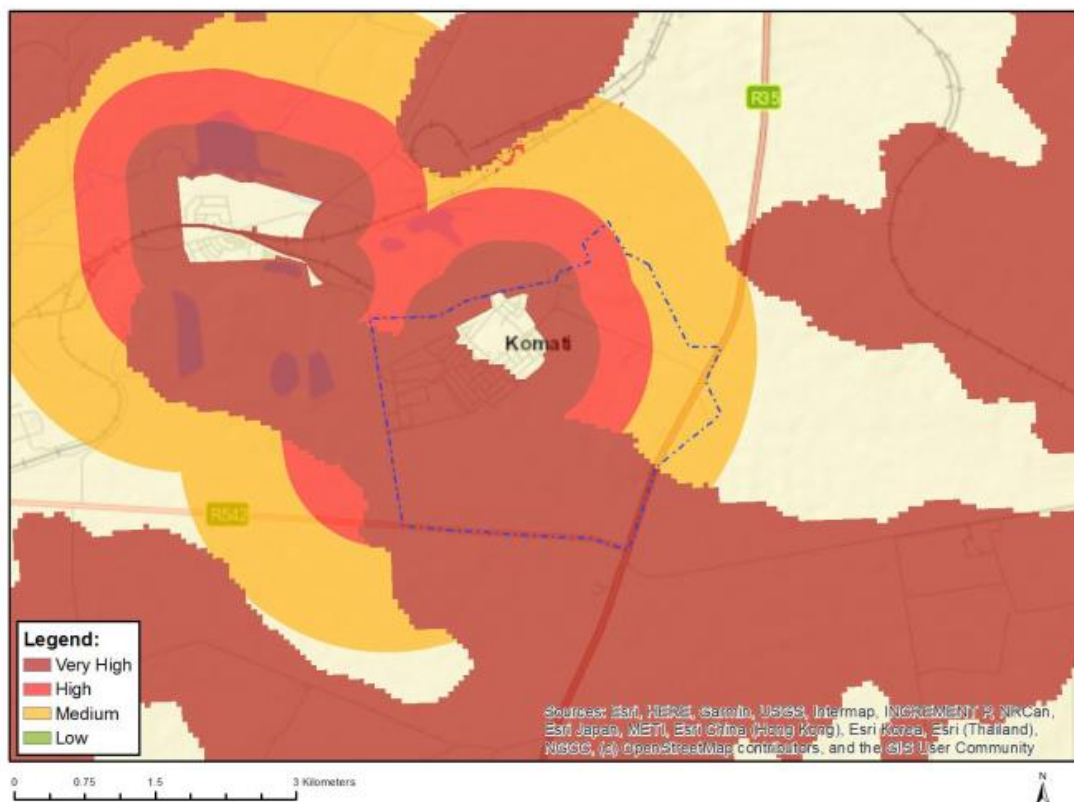 R35
Komati
R542
Legend:
Very High
High
Medium
Low
Sources: Esri, HERE, Garmin, USGS, Intermap, INCREMENT P, NRCan,
Esri Japan, METI, Esri China (Hong Kong), Esri Korea, Esri (Thailand),
NGCC, (c) OpenStreetMap contributors, and the GIS User Community
0 0.75 1.5 3 Kilometers
N